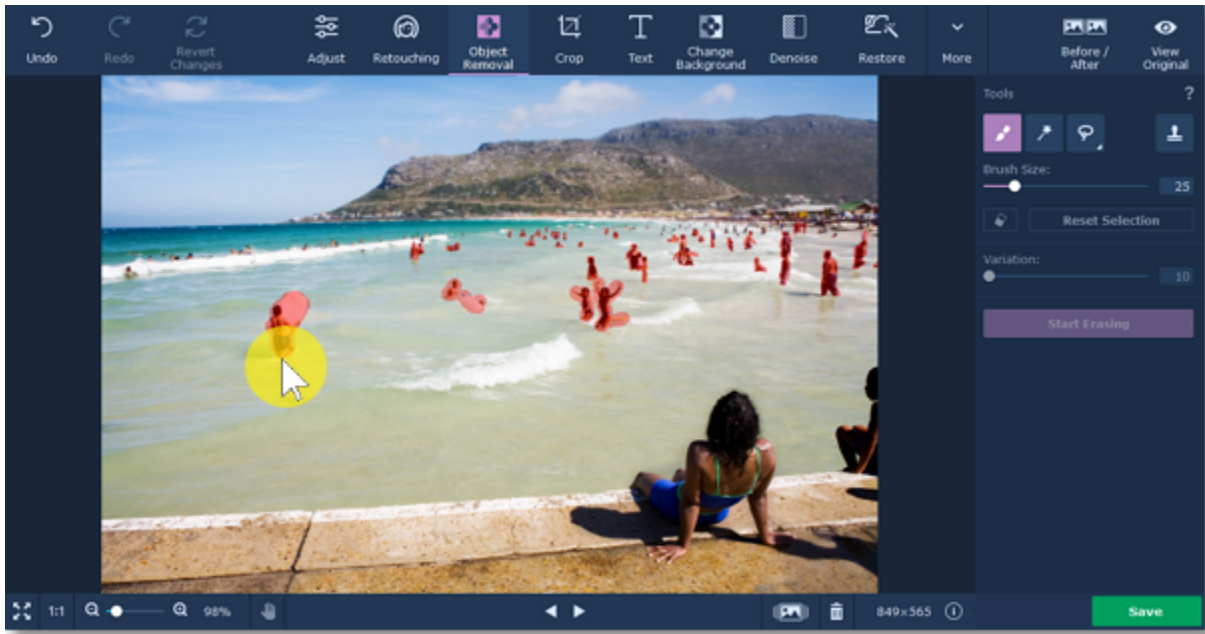 Undo
Redo
Revert
Changes
Adjust
Retouching
Object
Removal
Crop
Text
Change
Background
Denoise
Restore
More
Before /
After
View
Original
Tools
?
Brush Size:
25
Reset Selection
Variation:
10
Start Erasing
1:1
98%
849×565
Save